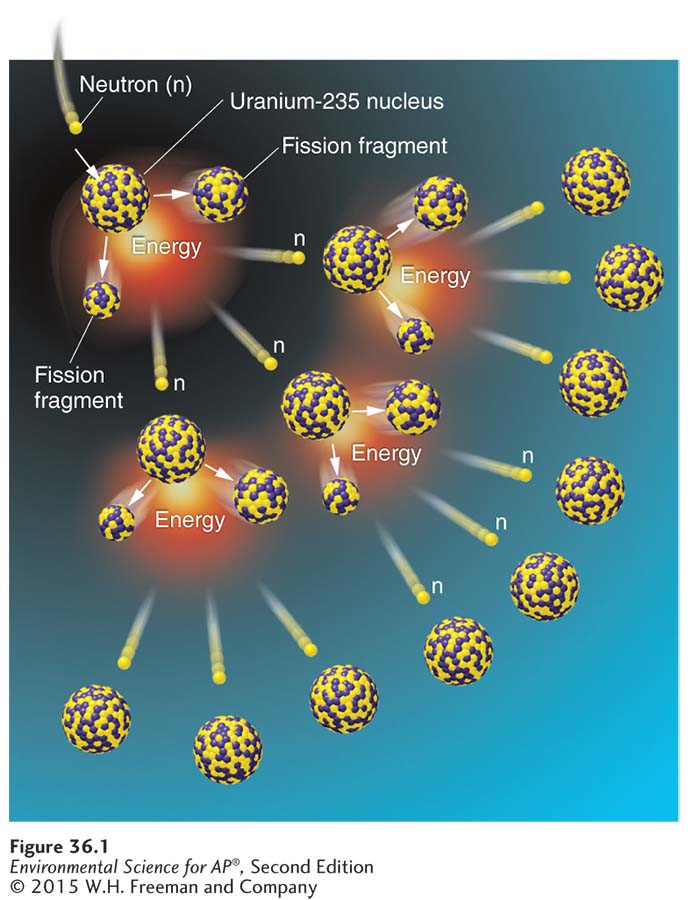 Neutron (n)
Uranium-235 nucleus
Fission fragment
Energy
n
Energy
n
Fission
fragment
n
Energy
n
Energy
n
n
Figure 36.1
Environmental Science for AP®, Second Edition
© 2015 W.H. Freeman and Company